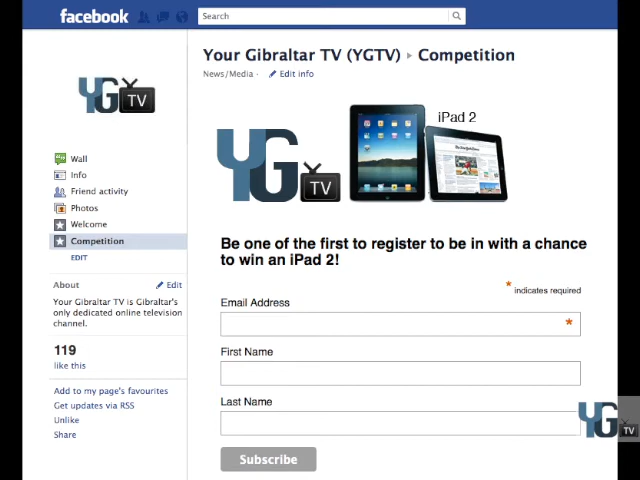 facebook
Search
Your Gibraltar TV (YGTV) ▸ Competition
News/Media · Edit info
YG TV
Wall
Info
Friend activity
Photos
Welcome
Competition
EDIT
About Edit
Your Gibraltar TV is Gibraltar's
only dedicated online television
channel.
119
like this
Add to my page's favourites
Get updates via RSS
Unlike
Share
YG TV
iPad 2
Be one of the first to register to be in with a chance
to win an iPad 2!
* indicates required
Email Address
*
First Name
Last Name
Subscribe
YG TV